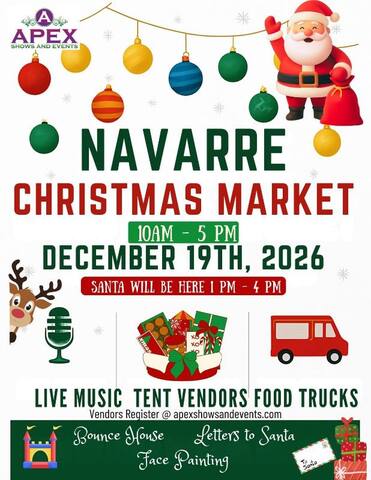 A
APEX
SHOWS AND EVENTS
NAVARRE
CHRISTMAS MARKET
10AM - 5 PM
DECEMBER 19TH, 2026
SANTA WILL BE HERE 1 PM - 4 PM
LIVE MUSIC TENT VENDORS FOOD TRUCKS
Vendors Register @ apexshowsandevents.com
Bounce House Letters to Santa
Face Painting
To Santa